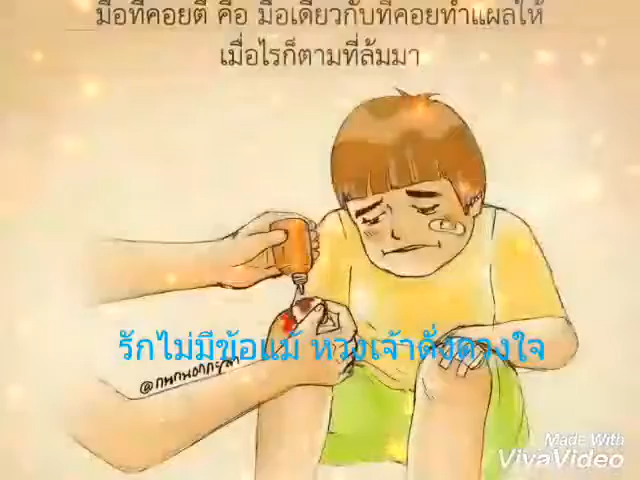 มือที่คอยตี คือ มือเดียวกับที่คอยทำแผลให้
เมื่อไรก็ตามที่ล้มมา
รักไม่มีข้อแม้ หวงเจ้าดั่งดวงใจ
Made With
VivaVideo